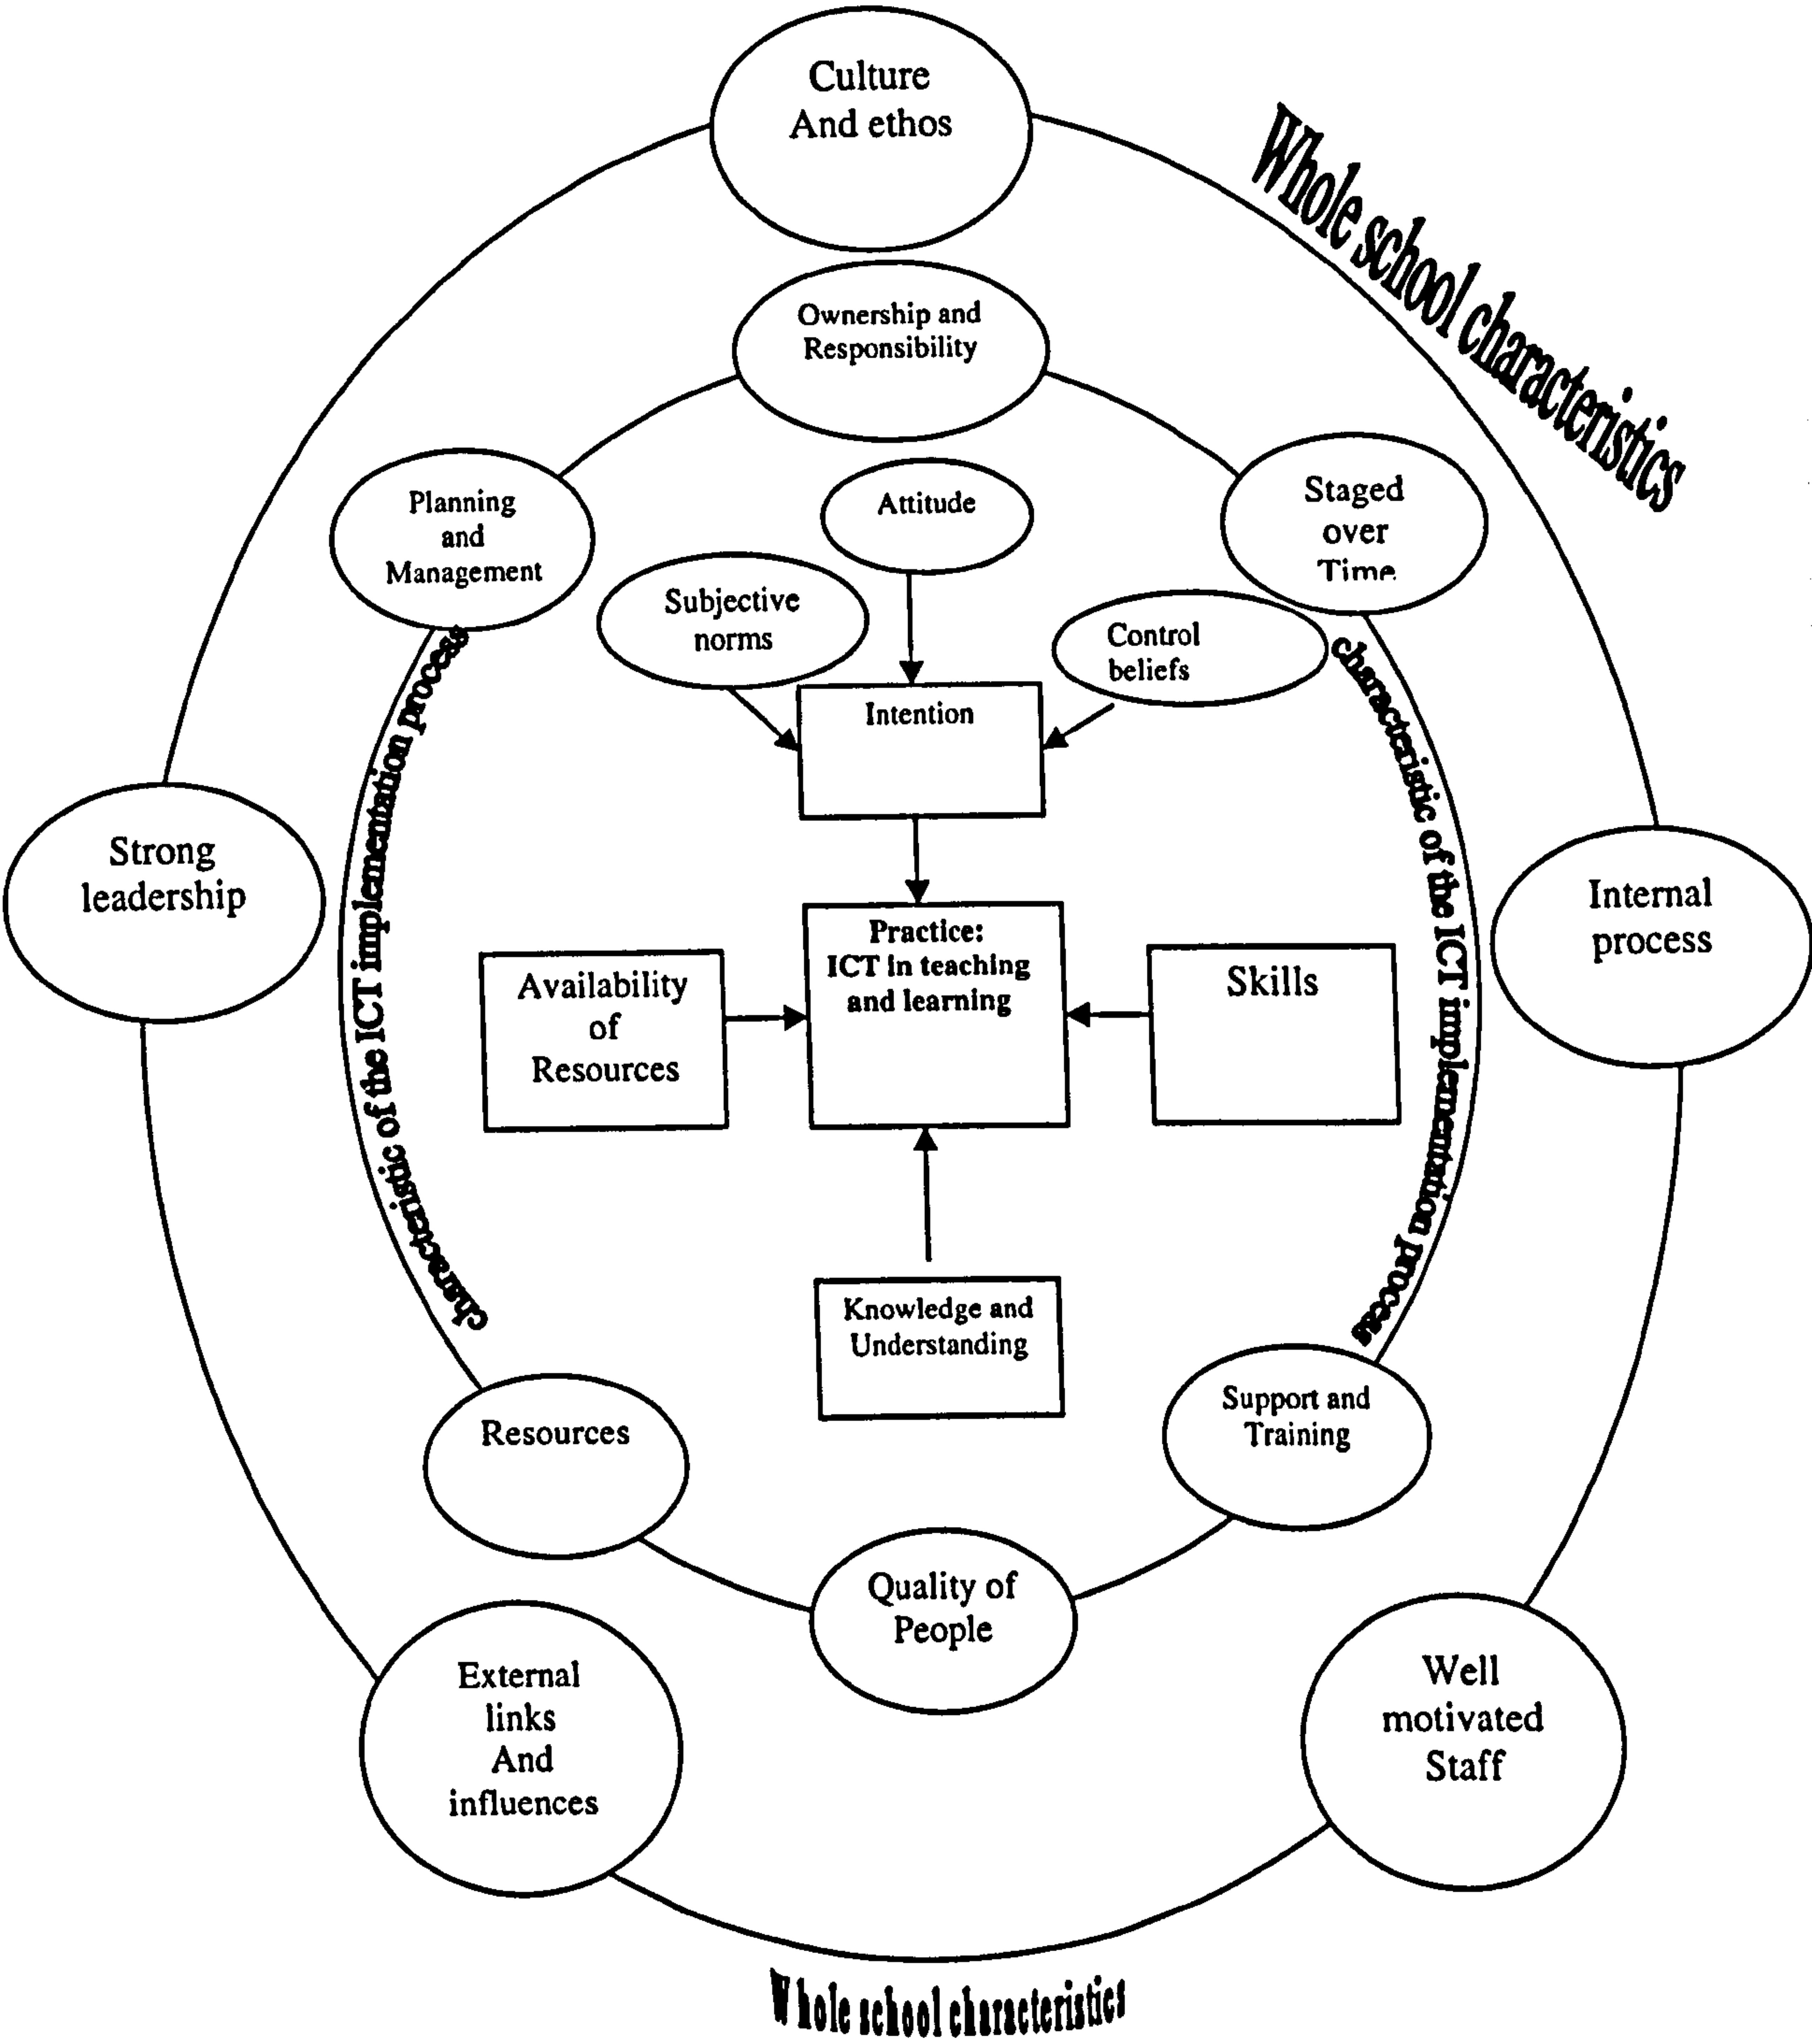 Culture
And ethos
Whole school characteristics
Ownership and
Responsibility
Planning
and
Management
Attitude
Staged
over
Time
Subjective
norms
Control
beliefs
Intention
characteristic of the ICT implementation process
characteristic of the ICT implementation process
Strong
leadership
Internal
process
Practice:
ICT in teaching
and learning
Availability
of
Resources
Skills
Knowledge and
Understanding
Resources
Support and
Training
Quality of
People
External
links
And
influences
Well
motivated
Staff
Whole school characteristics